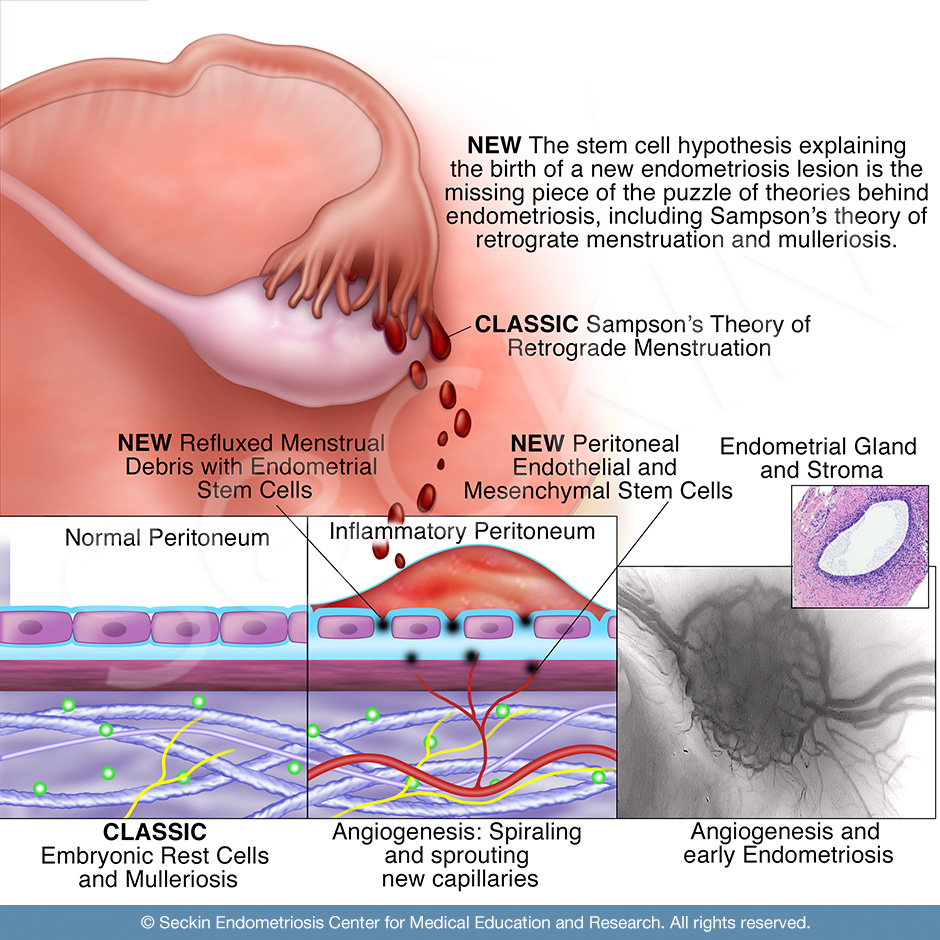 NEW The stem cell hypothesis explaining
the birth of a new endometriosis lesion is the
missing piece of the puzzle of theories behind
endometriosis, including Sampson's theory of
retrograte menstruation and mulleriosis.
CLASSIC Sampson's Theory of
Retrograde Menstruation
NEW Refluxed Menstrual
Debris with Endometrial
Stem Cells
NEW Peritoneal
Endothelial and
Mesenchymal Stem Cells
Endometrial Gland
and Stroma
Normal Peritoneum
Inflammatory Peritoneum
CLASSIC
Embryonic Rest Cells
and Mulleriosis
Angiogenesis: Spiraling
and sprouting
new capillaries
Angiogenesis and
early Endometriosis
SECKIN
© Seckin Endometriosis Center for Medical Education and Research. All rights reserved.